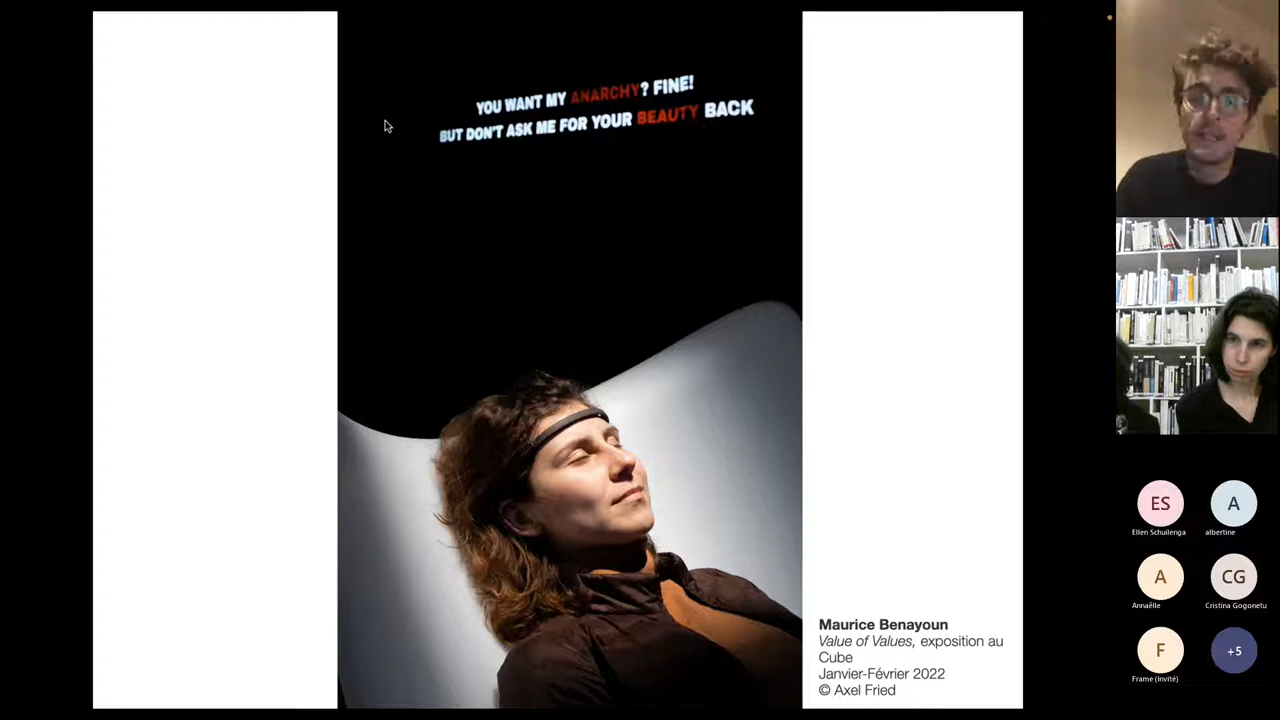 YOU WANT MY ANARCHY? FINE!
BUT DON'T ASK ME FOR YOUR BEAUTY BACK
Maurice Benayoun
Value of Values, exposition au
Cube
Janvier-Février 2022
© Axel Fried
ES
Ellen Schuilenga
A
albertine
A
Annaëlle
CG
Cristina Gogonetu
F
Frame (Invité)
+5